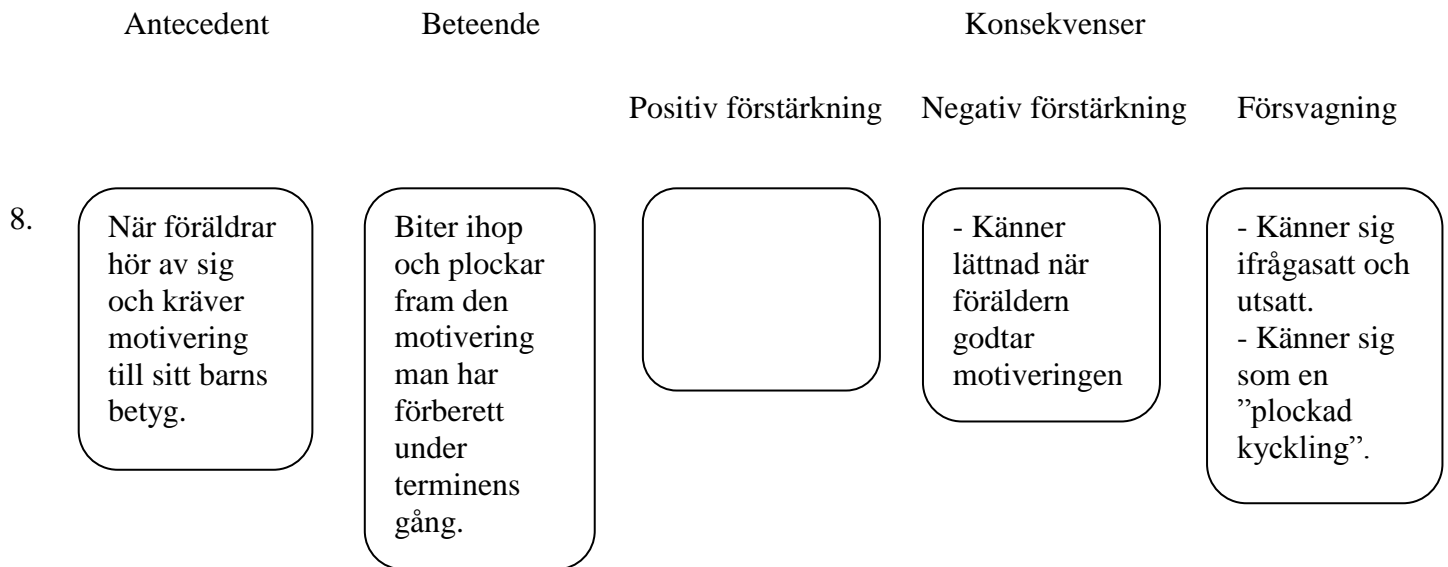 Antecedent Beteende Konsekvenser
Positiv förstärkning Negativ förstärkning Försvagning
8.
När föräldrar
hör av sig
och kräver
motivering
till sitt barns
betyg.
Biter ihop
och plockar
fram den
motivering
man har
förberett
under
terminens
gång.
- Känner
lättnad när
föräldern
godtar
motiveringen
- Känner sig
ifrågasatt och
utsatt.
- Känner sig
som en
”plockad
kyckling”.